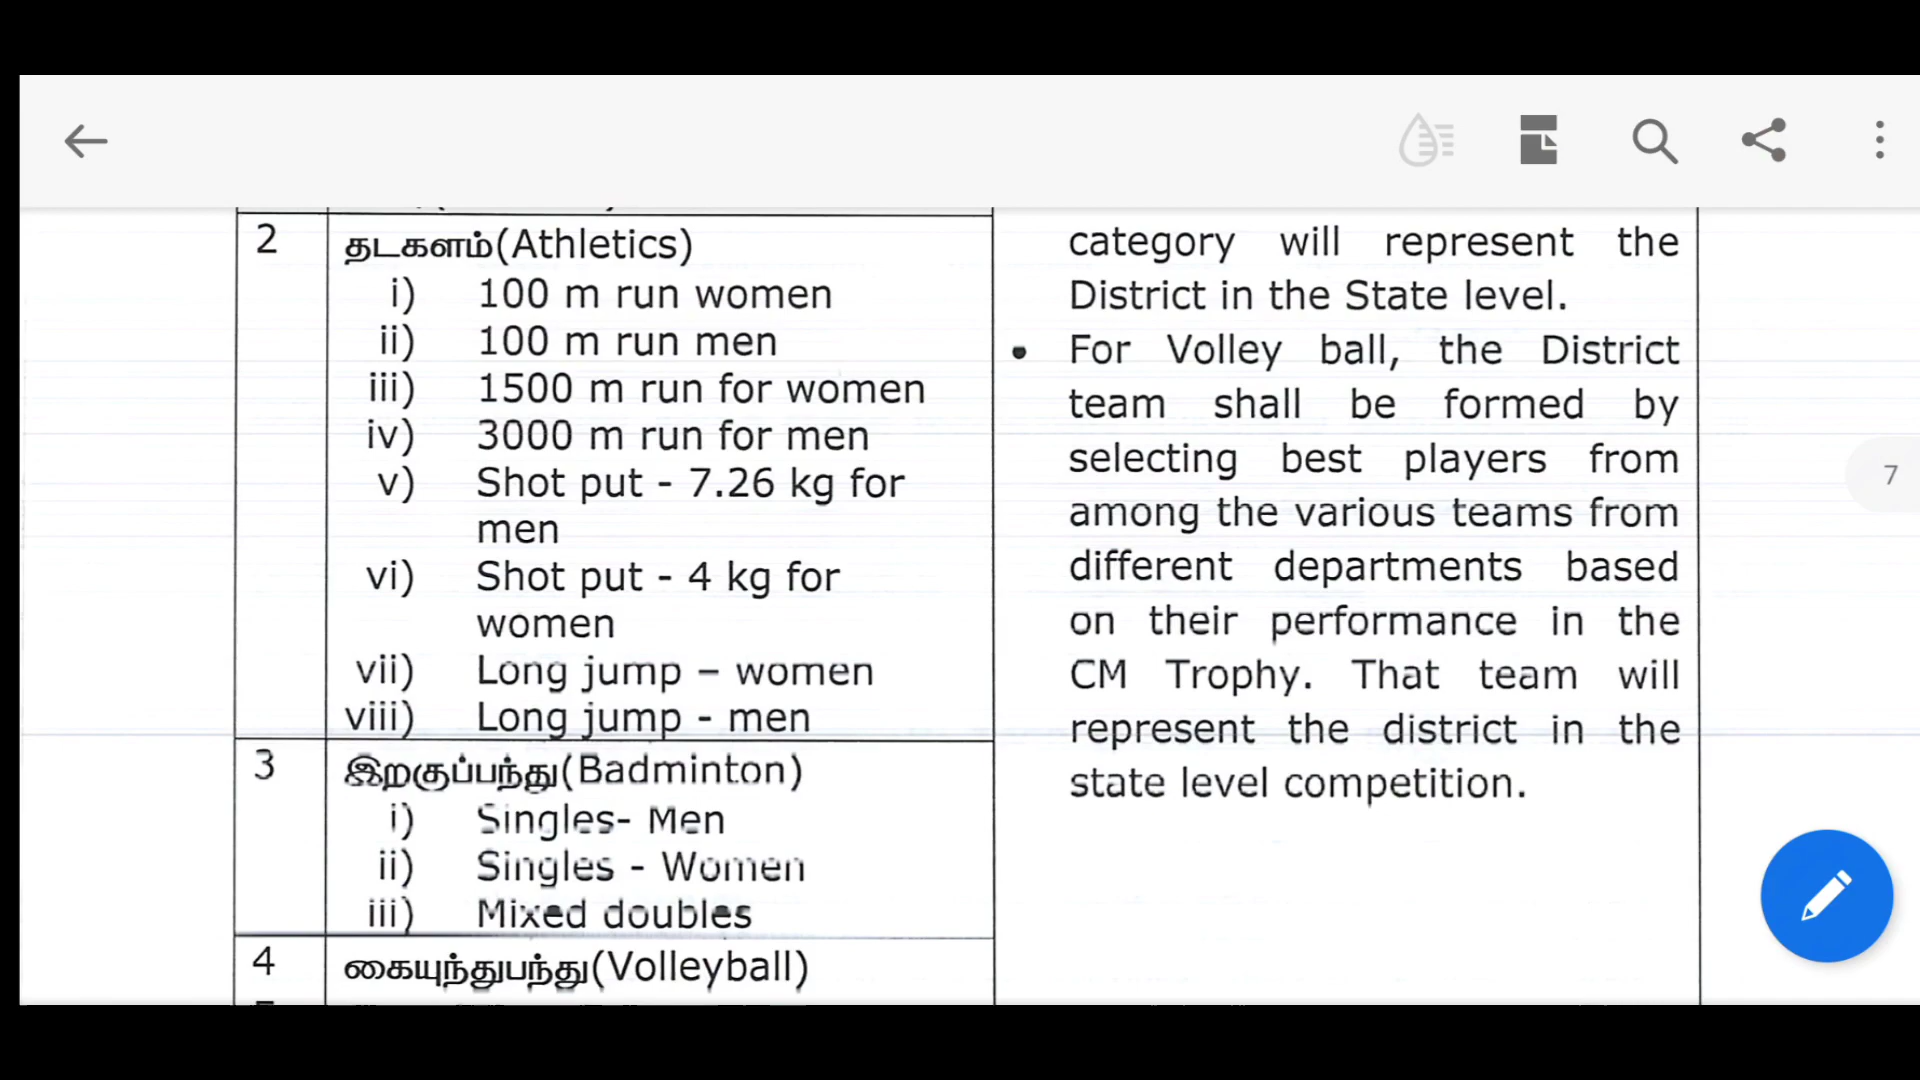 2
தடகளம்(Athletics)
i) 100 m run women
ii) 100 m run men
iii) 1500 m run for women
iv) 3000 m run for men
v) Shot put - 7.26 kg for
men
vi) Shot put - 4 kg for
women
vii) Long jump – women
viii) Long jump - men
3
இறகுப்பந்து(Badminton)
i) Singles- Men
ii) Singles - Women
iii) Mixed doubles
4
கையுந்துபந்து(Volleyball)
category will represent the
District in the State level.
• For Volley ball, the District
team shall be formed by
selecting best players from
among the various teams from
different departments based
on their performance in the
CM Trophy. That team will
represent the district in the
state level competition.
7